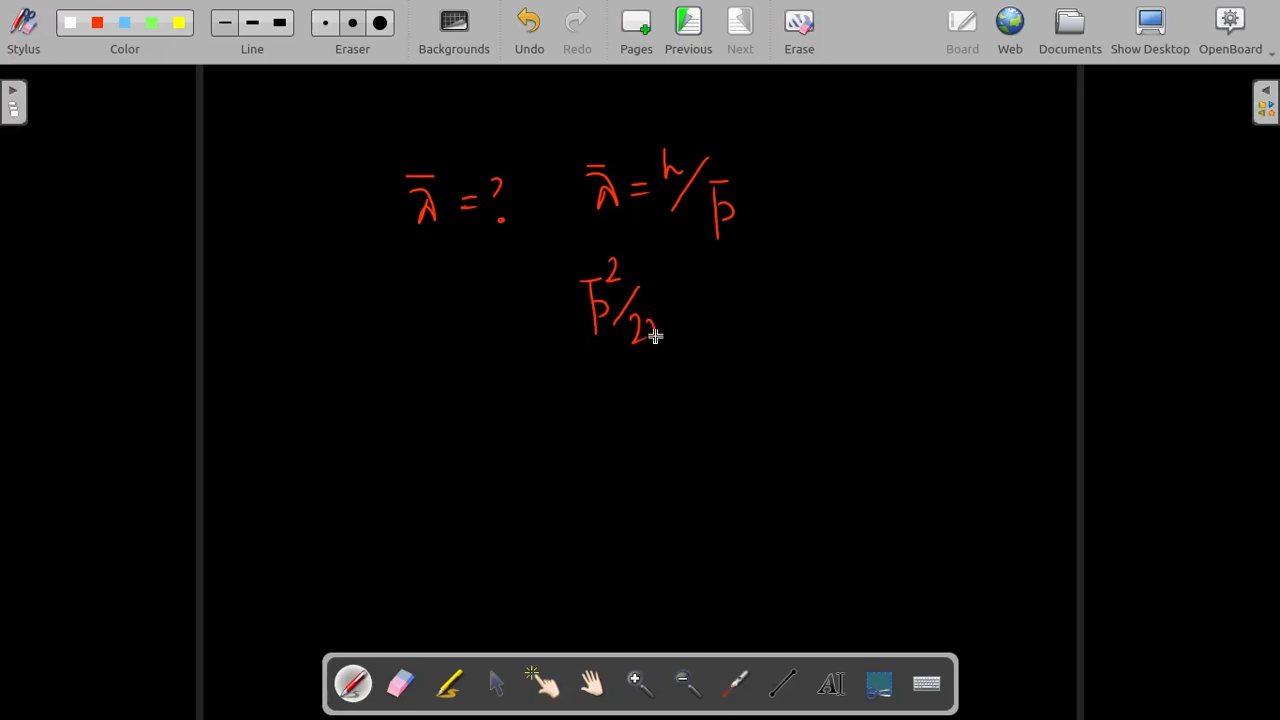 Stylus Color Line Eraser Backgrounds Undo Redo Pages Previous Next Erase Board Web Documents Show Desktop OpenBoard
λ̅ = ? λ̅ = h/p̅
p̅²/2
AI